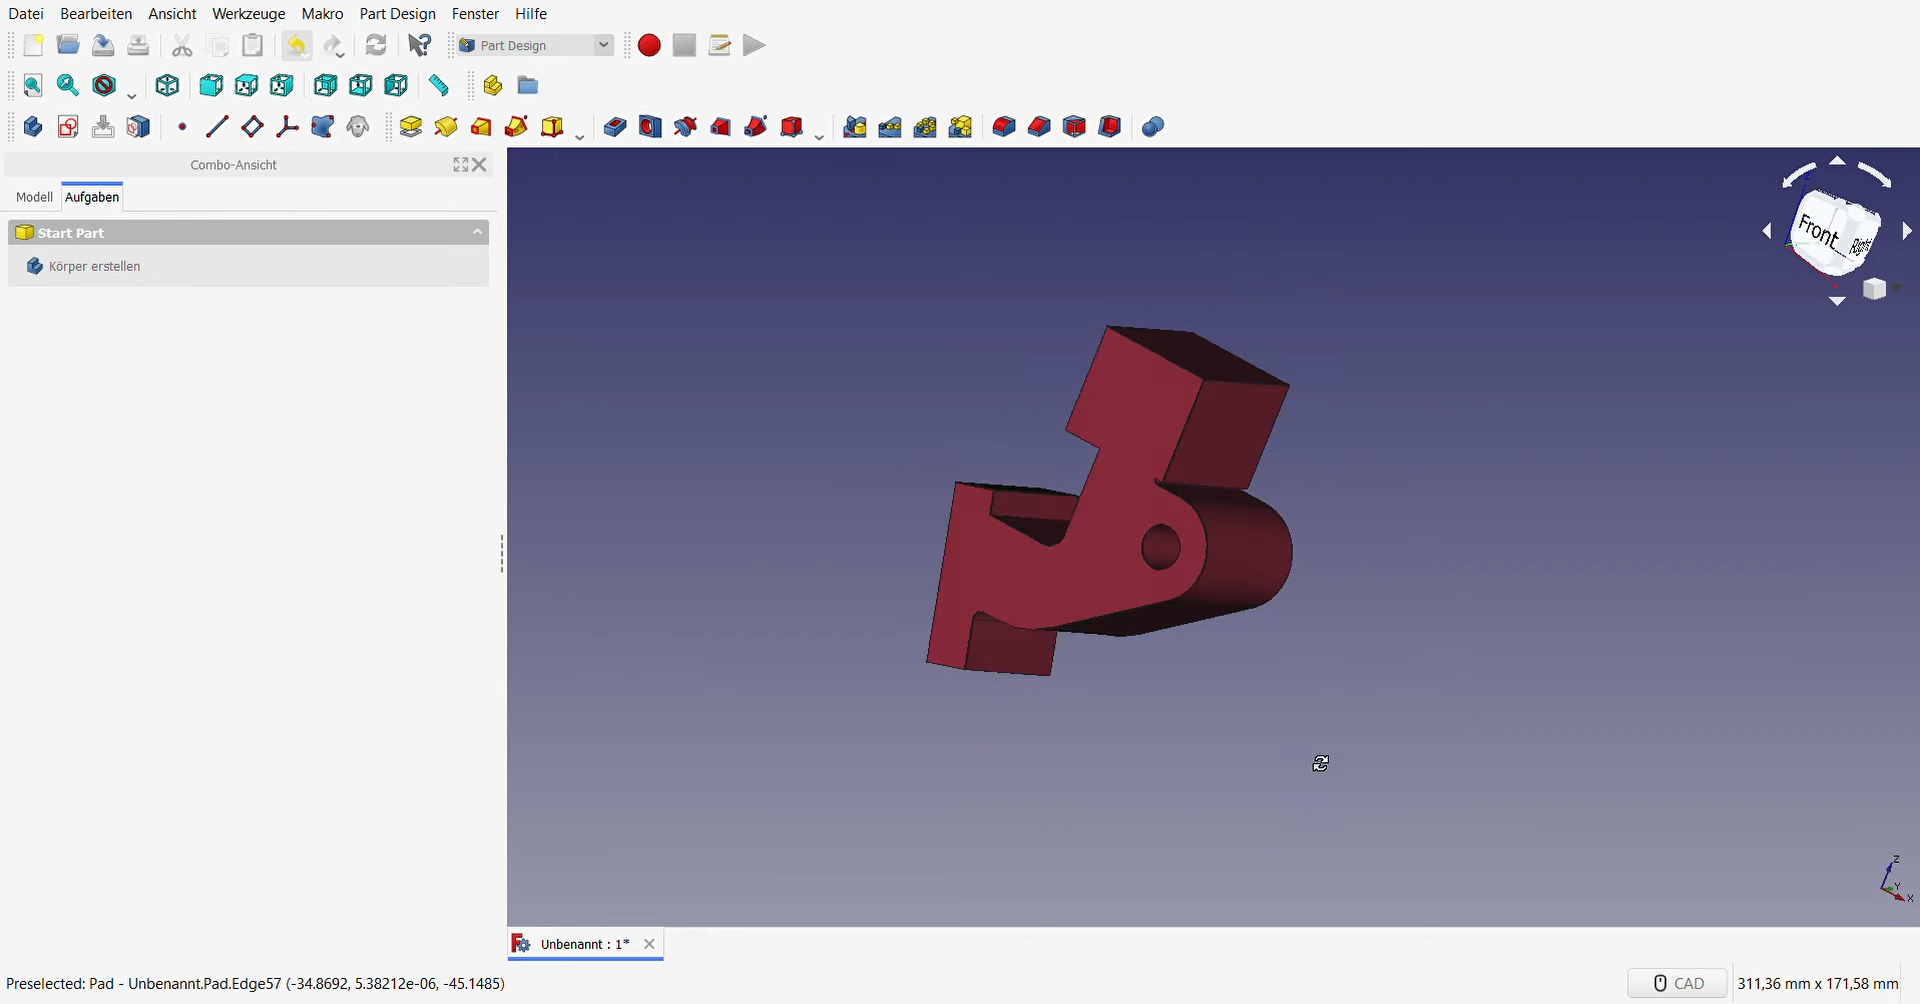 Datei Bearbeiten Ansicht Werkzeuge Makro Part Design Fenster Hilfe
Part Design
Combo-Ansicht
Modell Aufgaben
Start Part
Körper erstellen
Front Right
Z
Y
X
Unbenannt : 1*
Preselected: Pad - Unbenannt.Pad.Edge57 (-34.8692, 5.38212e-06, -45.1485)
CAD 311,36 mm x 171,58 mm